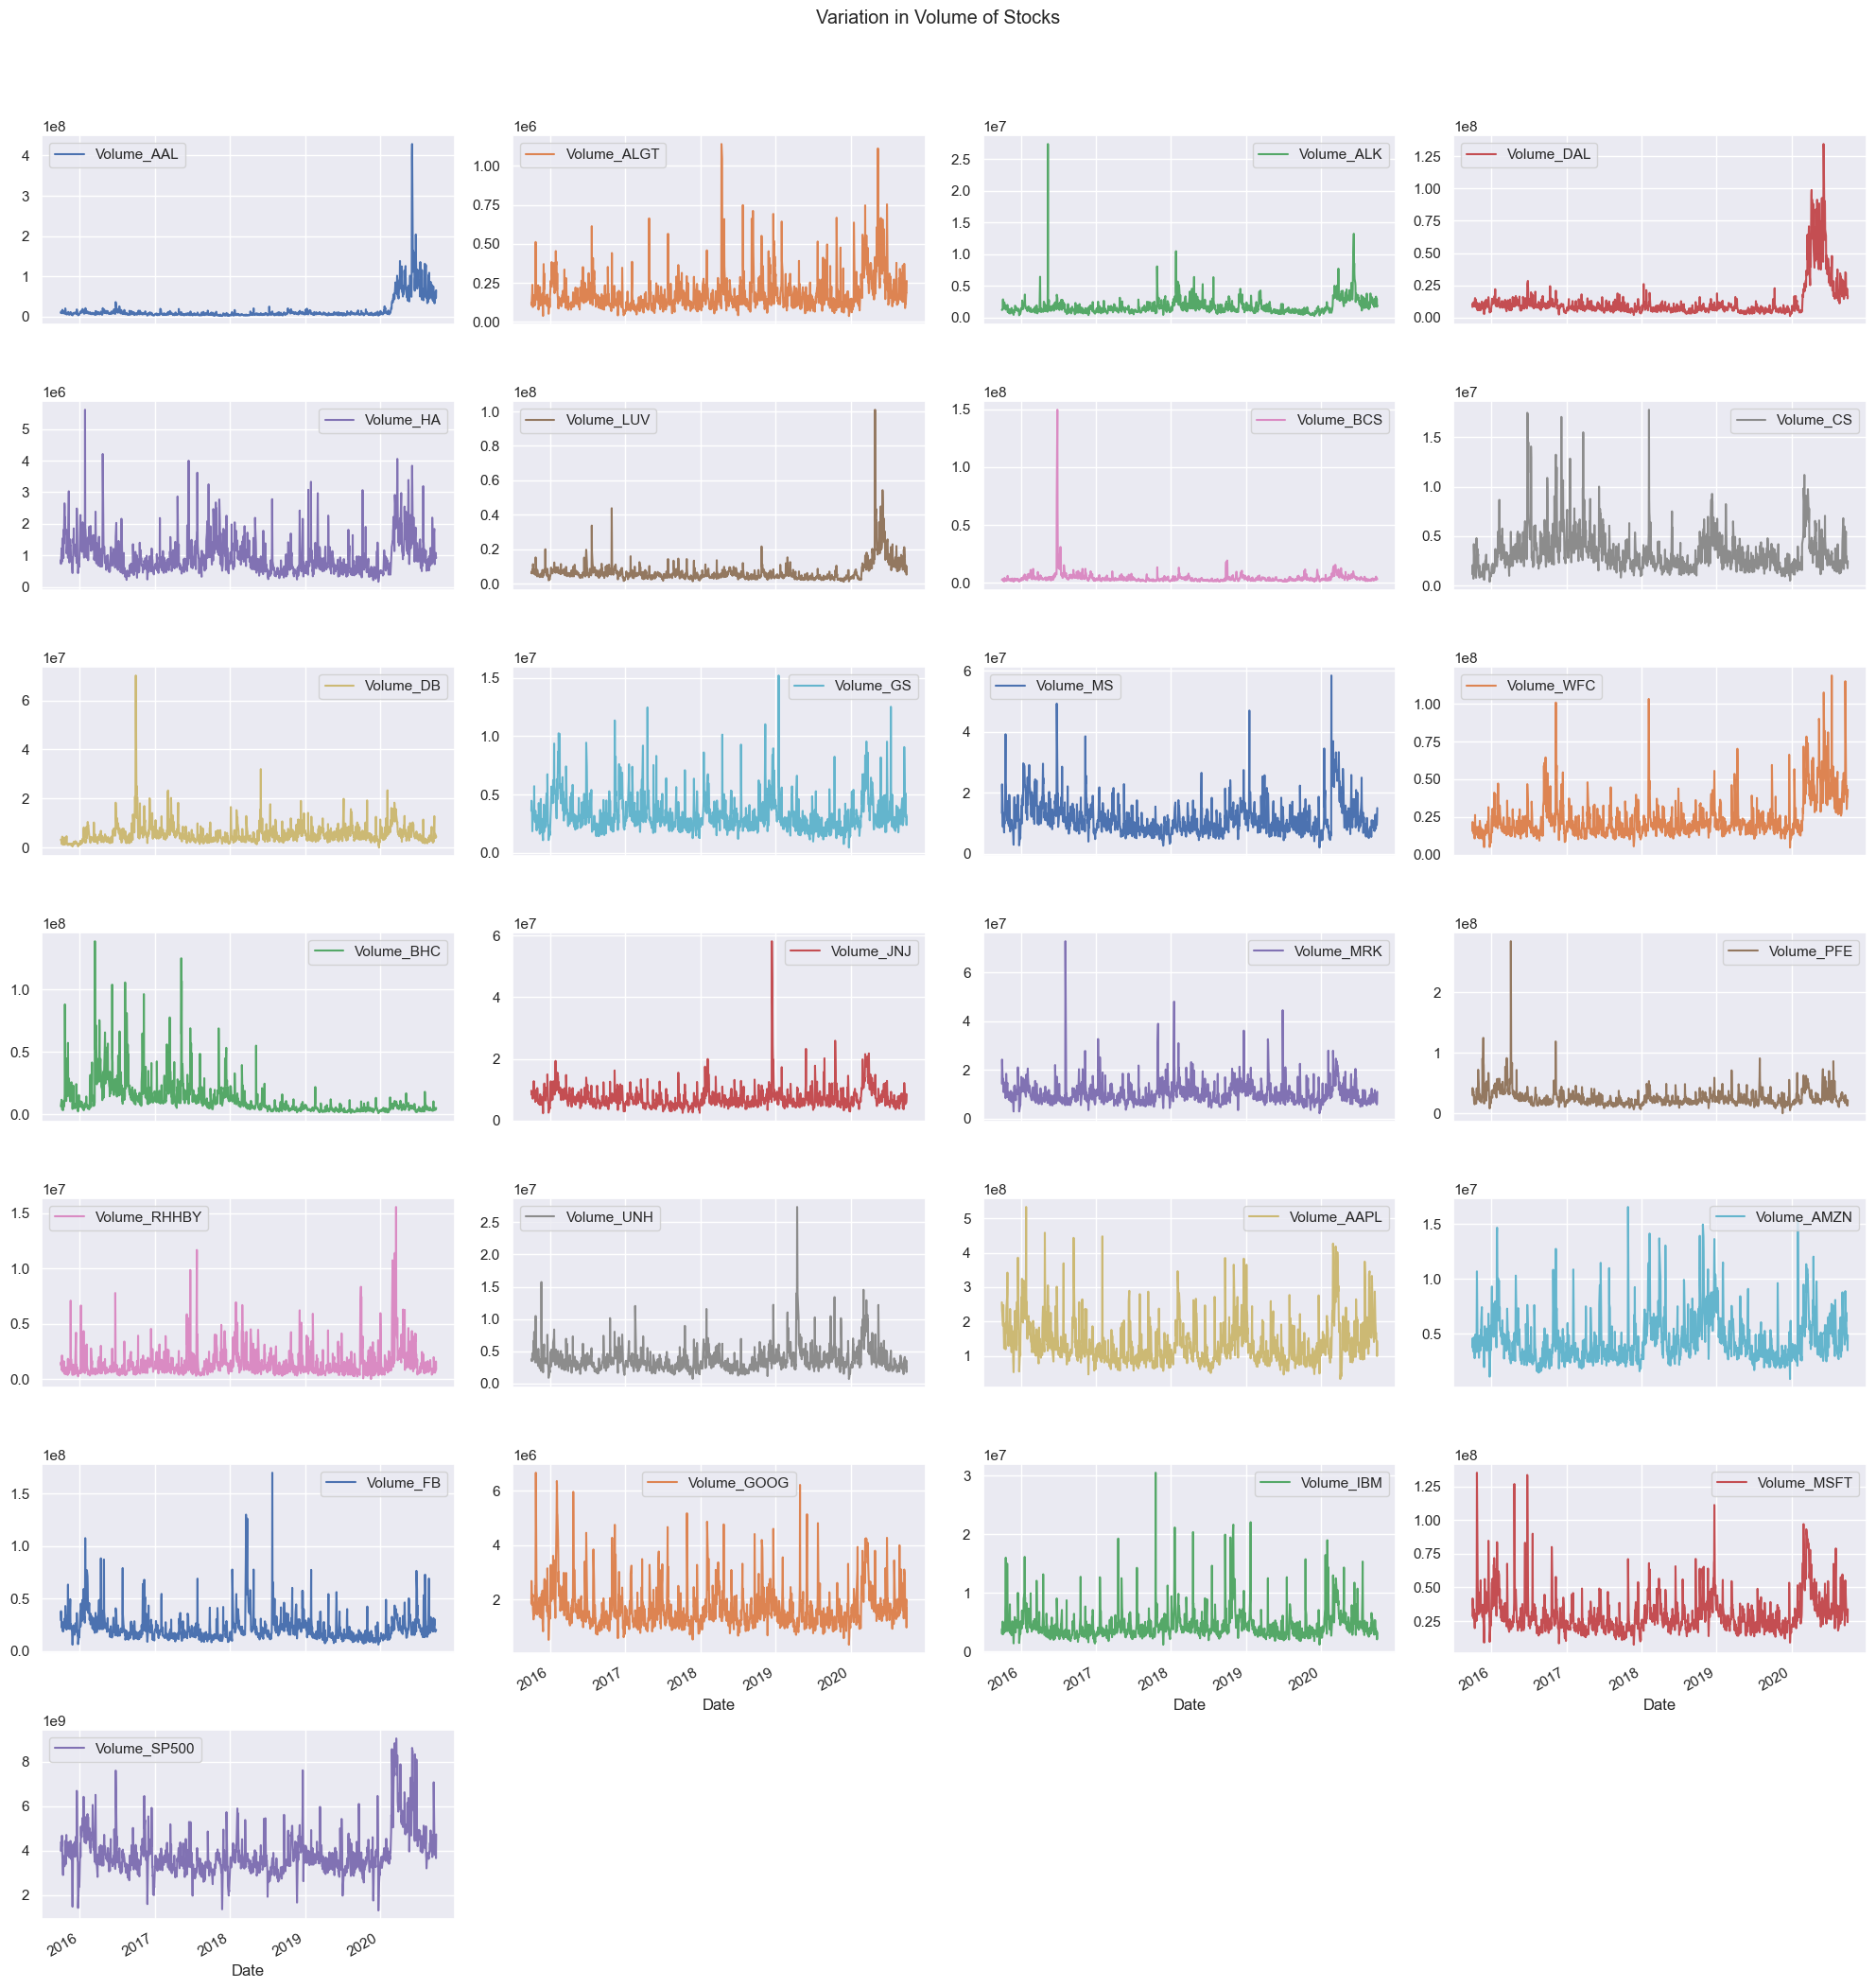 Variation in Volume of Stocks
1e8
Volume_AAL
4
3
2
1
0
1e6
Volume_ALGT
1.00
0.75
0.50
0.25
0.00
1e7
Volume_ALK
2.5
2.0
1.5
1.0
0.5
0.0
1e8
Volume_DAL
1.25
1.00
0.75
0.50
0.25
0.00
1e6
Volume_HA
5
4
3
2
1
0
1e8
Volume_LUV
1.0
0.8
0.6
0.4
0.2
0.0
1e8
Volume_BCS
1.5
1.0
0.5
0.0
1e7
Volume_CS
1.5
1.0
0.5
0.0
1e7
Volume_DB
6
4
2
0
1e7
Volume_GS
1.5
1.0
0.5
0.0
1e7
Volume_MS
6
4
2
0
1e8
Volume_WFC
1.00
0.75
0.50
0.25
0.00
1e8
Volume_BHC
1.0
0.5
0.0
1e7
Volume_JNJ
6
4
2
0
1e7
Volume_MRK
6
4
2
0
1e8
Volume_PFE
2
1
0
1e7
Volume_RHHBY
1.5
1.0
0.5
0.0
1e7
Volume_UNH
2.5
2.0
1.5
1.0
0.5
0.0
1e8
Volume_AAPL
5
4
3
2
1
1e7
Volume_AMZN
1.5
1.0
0.5
1e8
Volume_FB
1.5
1.0
0.5
0.0
1e6
Volume_GOOG
6
4
2
2016 2017 2018 2019 2020
Date
1e7
Volume_IBM
3
2
1
0
2016 2017 2018 2019 2020
Date
1e8
Volume_MSFT
1.25
1.00
0.75
0.50
0.25
2016 2017 2018 2019 2020
Date
1e9
Volume_SP500
8
6
4
2
2016 2017 2018 2019 2020
Date